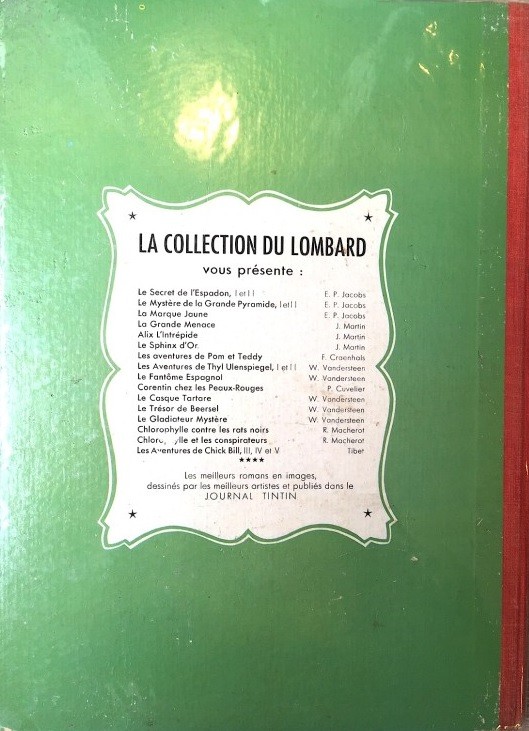 LA COLLECTION DU LOMBARD
vous présente :
Le Secret de l'Espadon, I et II E. P. Jacobs
Le Mystère de la Grande Pyramide, I et II E. P. Jacobs
La Marque Jaune E. P. Jacobs
La Grande Menace J. Martin
Alix L'Intrépide J. Martin
Le Sphinx d'Or J. Martin
Les aventures de Pom et Teddy F. Craenhals
Les Aventures de Thyl Ulenspiegel, I et II W. Vandersteen
Le Fantôme Espagnol W. Vandersteen
Corentin chez les Peaux-Rouges P. Cuvelier
Le Casque Tartare W. Vandersteen
Le Trésor de Beersel W. Vandersteen
Le Gladiateur Mystère W. Vandersteen
Chlorophylle contre les rats noirs R. Macherot
et les conspirateurs R. Macherot
Les Aventures de Chick Bill, III, IV et V Tibet
★★★★
Les meilleurs romans en images,
dessinés par les meilleurs artistes et publiés dans le
JOURNAL TINTIN